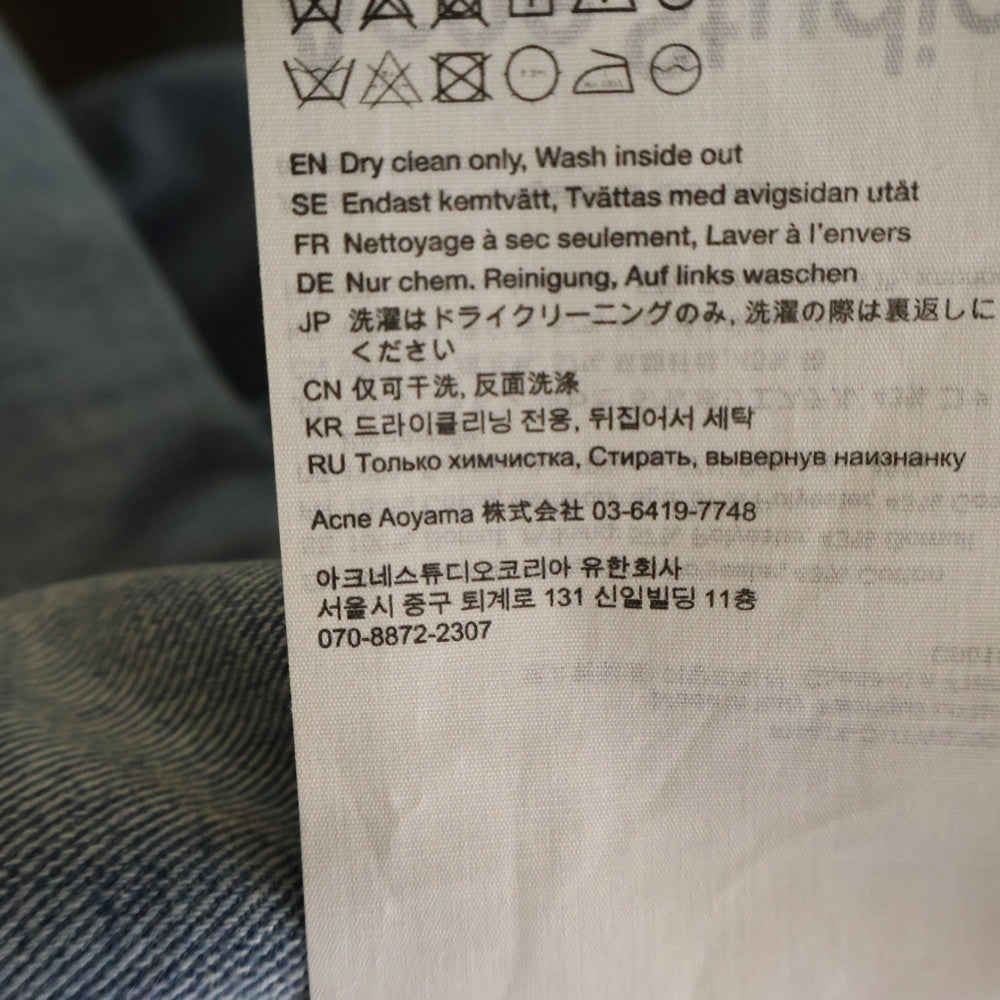 EN Dry clean only, Wash inside out
SE Endast kemtvätt, Tvättas med avigsidan utåt
FR Nettoyage à sec seulement, Laver à l'envers
DE Nur chem. Reinigung, Auf links waschen
JP 洗濯はドライクリーニングのみ, 洗濯の際は裏返しに
ください
CN 仅可干洗, 反面洗涤
KR 드라이클리닝 전용, 뒤집어서 세탁
RU Только химчистка, Стирать, вывернув наизнанку
Acne Aoyama 株式会社 03-6419-7748
아크네스튜디오코리아 유한회사
서울시 중구 퇴계로 131 신일빌딩 11층
070-8872-2307